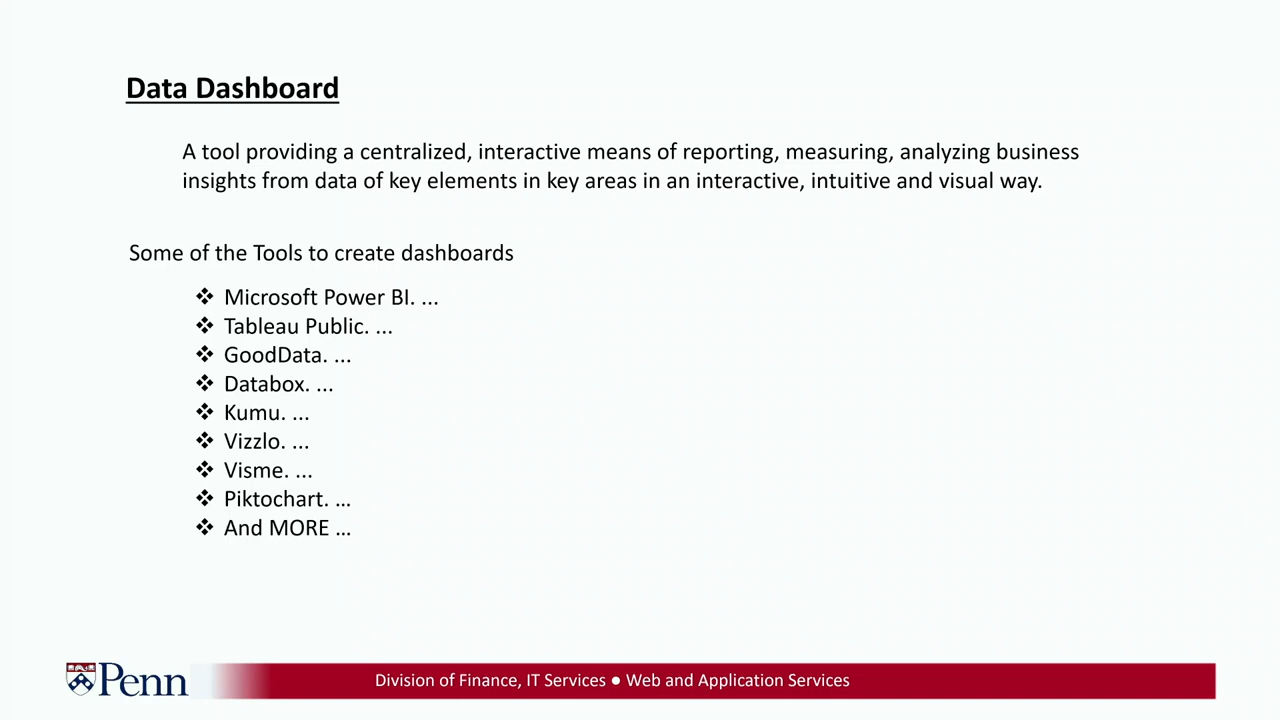 Data Dashboard
A tool providing a centralized, interactive means of reporting, measuring, analyzing business
insights from data of key elements in key areas in an interactive, intuitive and visual way.
Some of the Tools to create dashboards
❖ Microsoft Power BI. ...
❖ Tableau Public. ...
❖ GoodData. ...
❖ Databox. ...
❖ Kumu. ...
❖ Vizzlo. ...
❖ Visme. ...
❖ Piktochart. ...
❖ And MORE ...
Penn
Division of Finance, IT Services ● Web and Application Services